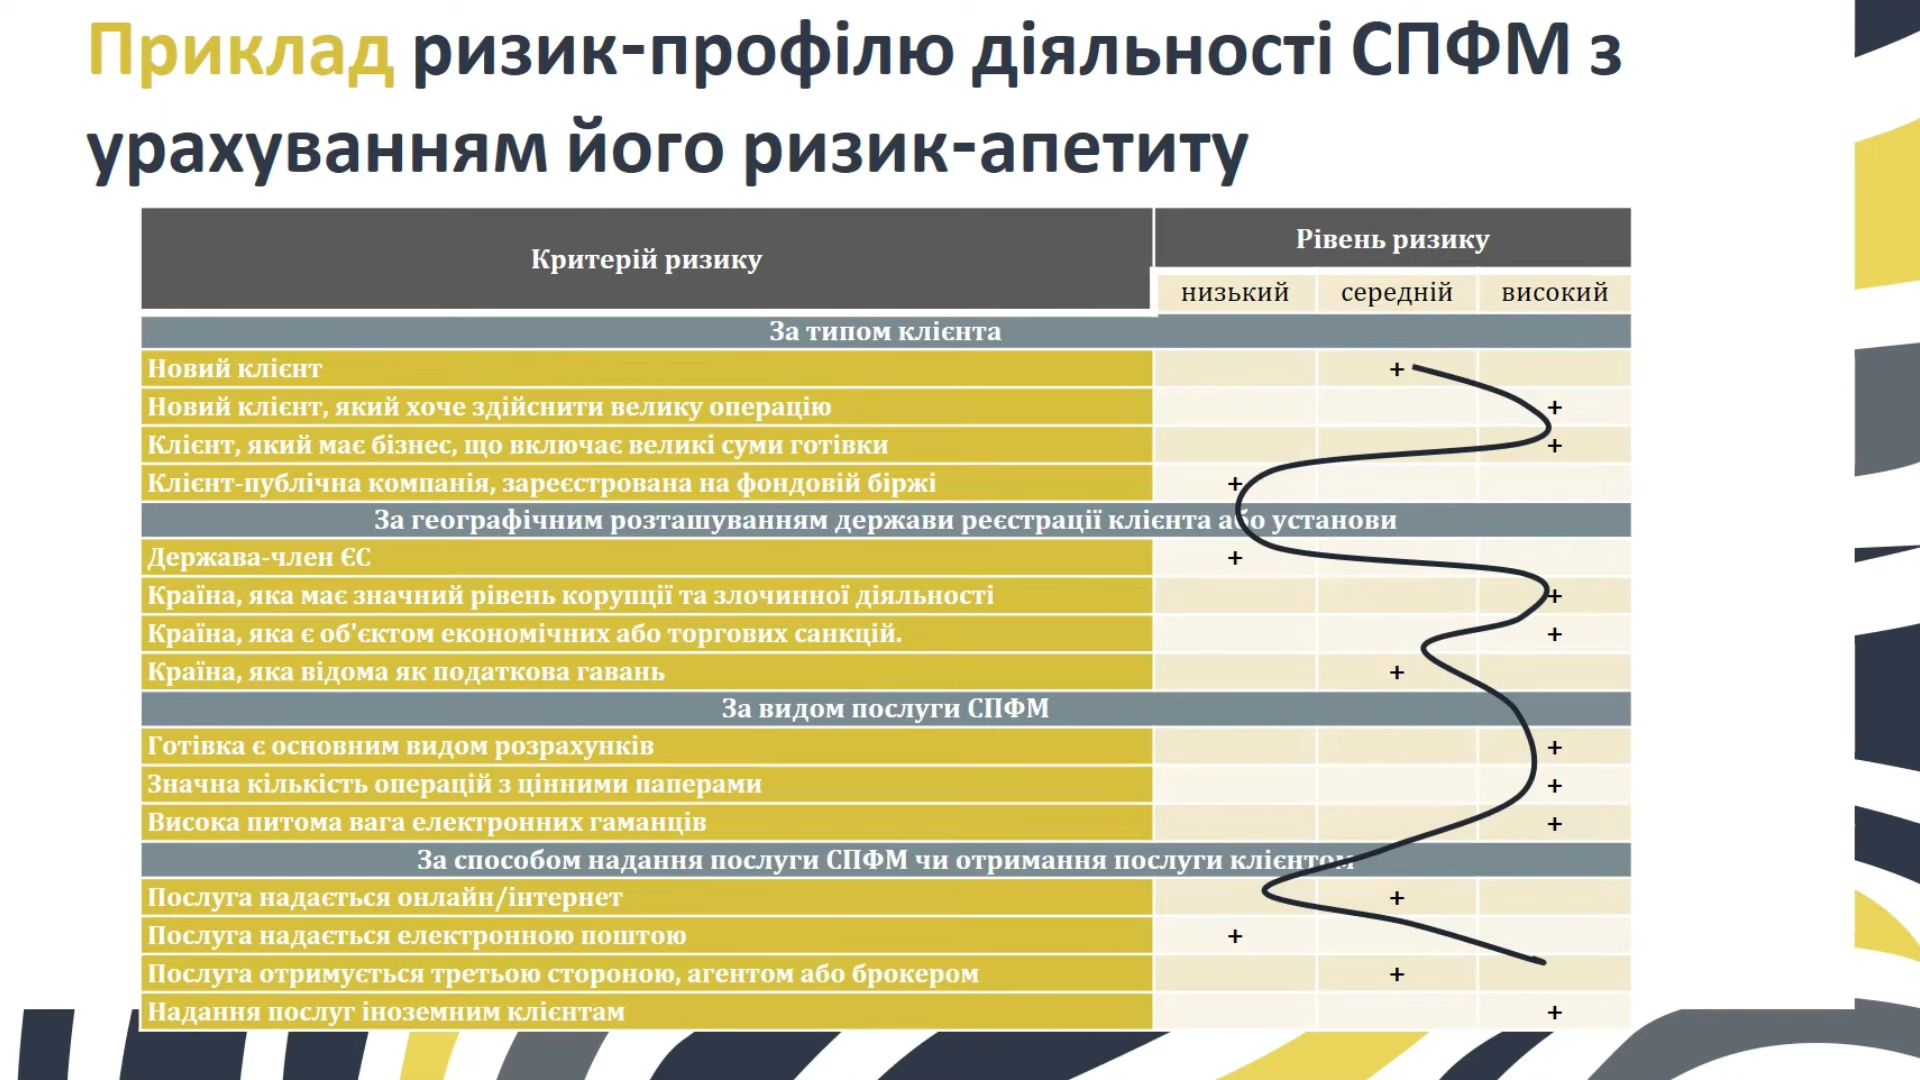 Приклад ризик-профілю діяльності СПФМ з
урахуванням його ризик-апетиту
Критерій ризику
Рівень ризику
низький середній високий
За типом клієнта
Новий клієнт +
Новий клієнт, який хоче здійснити велику операцію +
Клієнт, який має бізнес, що включає великі суми готівки +
Клієнт-публічна компанія, зареєстрована на фондовій біржі +
За географічним розташуванням держави реєстрації клієнта або установи
Держава-член ЄС +
Країна, яка має значний рівень корупції та злочинної діяльності +
Країна, яка є об'єктом економічних або торгових санкцій. +
Країна, яка відома як податкова гавань +
За видом послуги СПФМ
Готівка є основним видом розрахунків +
Значна кількість операцій з цінними паперами +
Висока питома вага електронних гаманців +
За способом надання послуги СПФМ чи отримання послуги клієнтом
Послуга надається онлайн/інтернет +
Послуга надається електронною поштою +
Послуга отримується третьою стороною, агентом або брокером +
Надання послуг іноземним клієнтам +